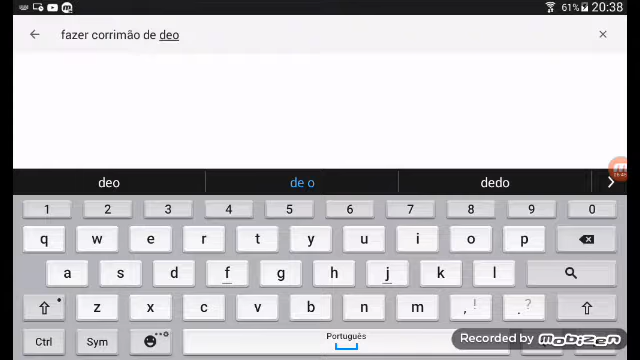 61% 20:38
fazer corrimão de deo
deo de o dedo
1 2 3 4 5 6 7 8 9 0
q w e r t y u i o p
a s d f g h j k l
z x c v b n m , ! . ?
Ctrl Sym Português
Recorded by mobizen